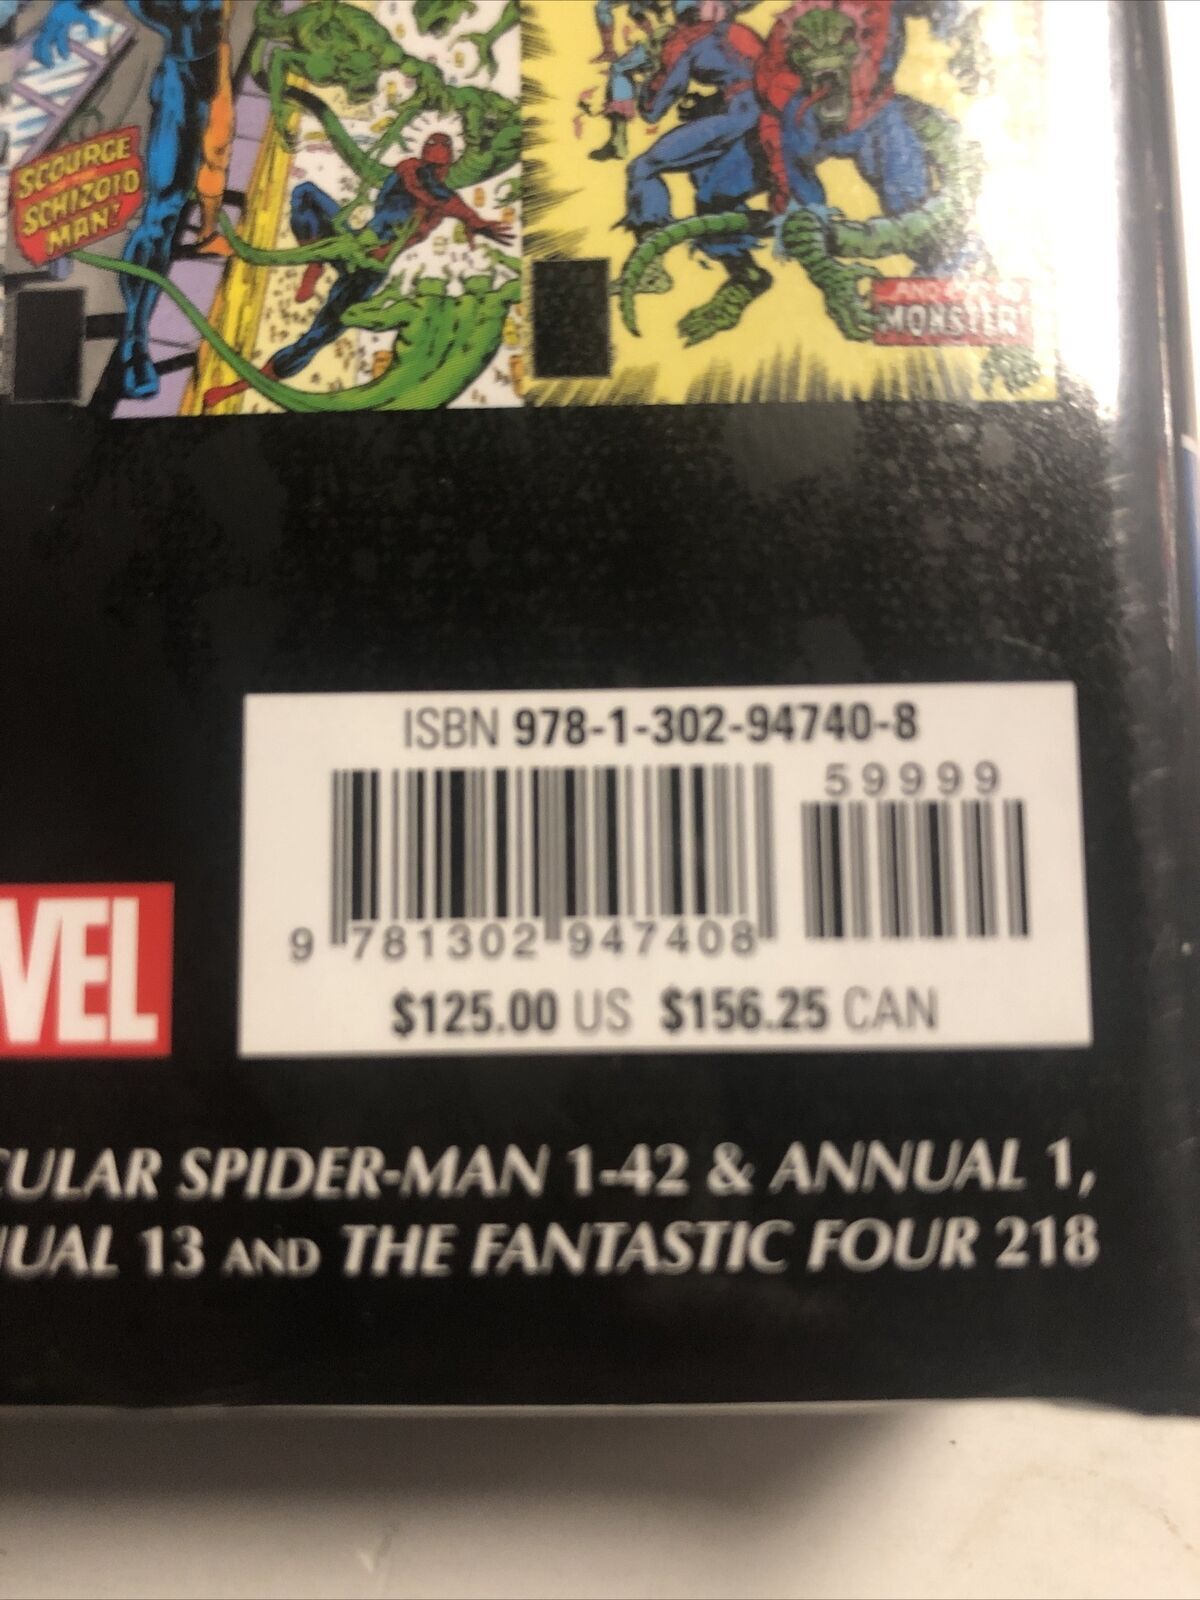 SCOURGE
SCHIZOID
MAN!
MONSTER!
ISBN 978-1-302-94740-8
59999
9 781302 947408
$125.00 US $156.25 CAN
VEL
CULAR SPIDER-MAN 1-42 & ANNUAL 1,
UAL 13 AND THE FANTASTIC FOUR 218